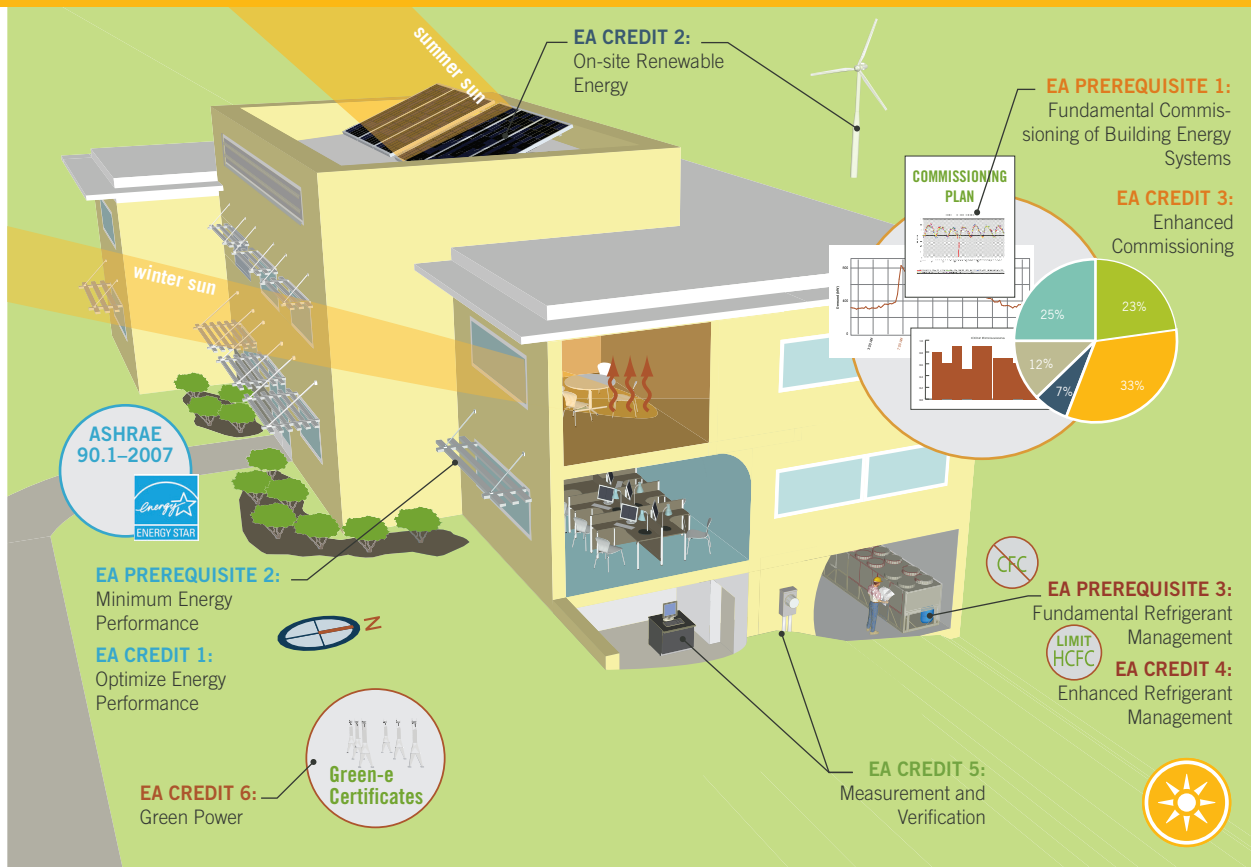 summer sun
EA CREDIT 2:
On-site Renewable
Energy
EA PREREQUISITE 1:
Fundamental Commis-
sioning of Building Energy
Systems
EA CREDIT 3:
Enhanced
Commissioning
COMMISSIONING
PLAN
25%
23%
12%
7%
33%
winter sun
ASHRAE
90.1–2007
energy
ENERGY STAR
EA PREREQUISITE 2:
Minimum Energy
Performance
EA CREDIT 1:
Optimize Energy
Performance
N
CFC
EA PREREQUISITE 3:
Fundamental Refrigerant
Management
LIMIT
HCFC
EA CREDIT 4:
Enhanced Refrigerant
Management
Green-e
Certificates
EA CREDIT 6:
Green Power
EA CREDIT 5:
Measurement and
Verification